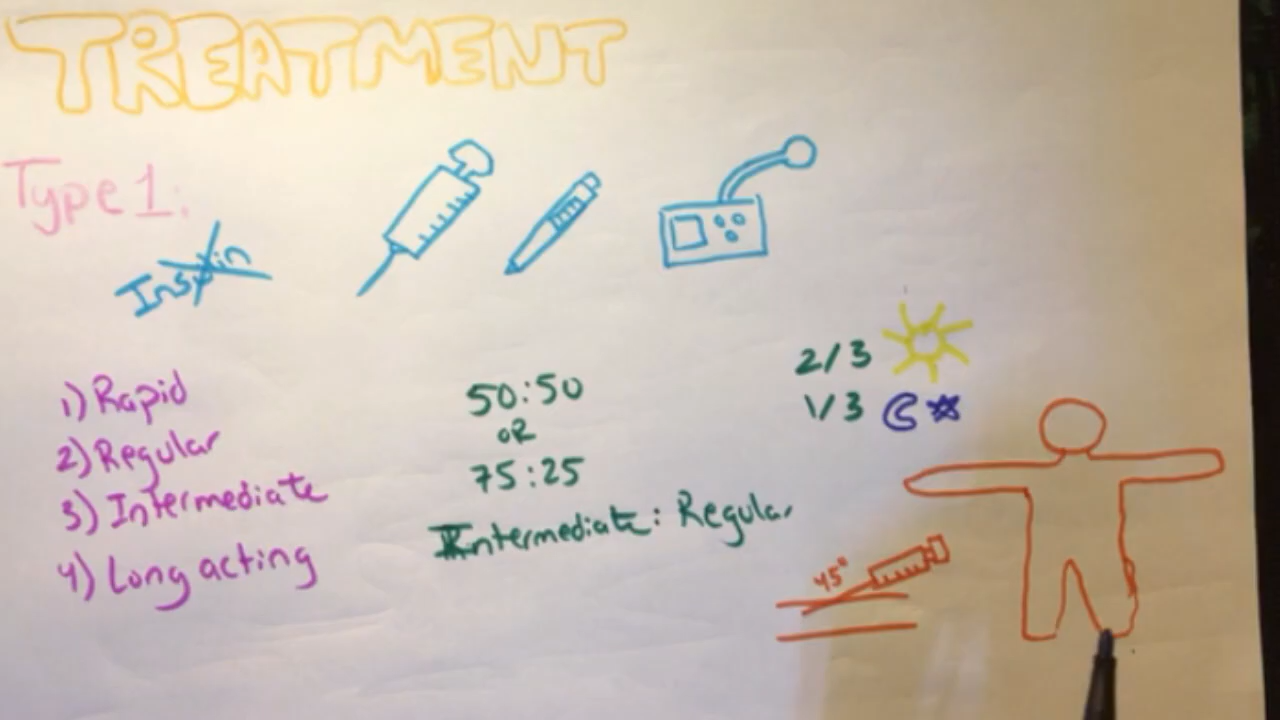 TREATMENT
Type 1:
Insulin
1) Rapid
2) Regular
3) Intermediate
4) Long acting
50:50
OR
75:25
Intermediate: Regular
2/3
1/3
45°